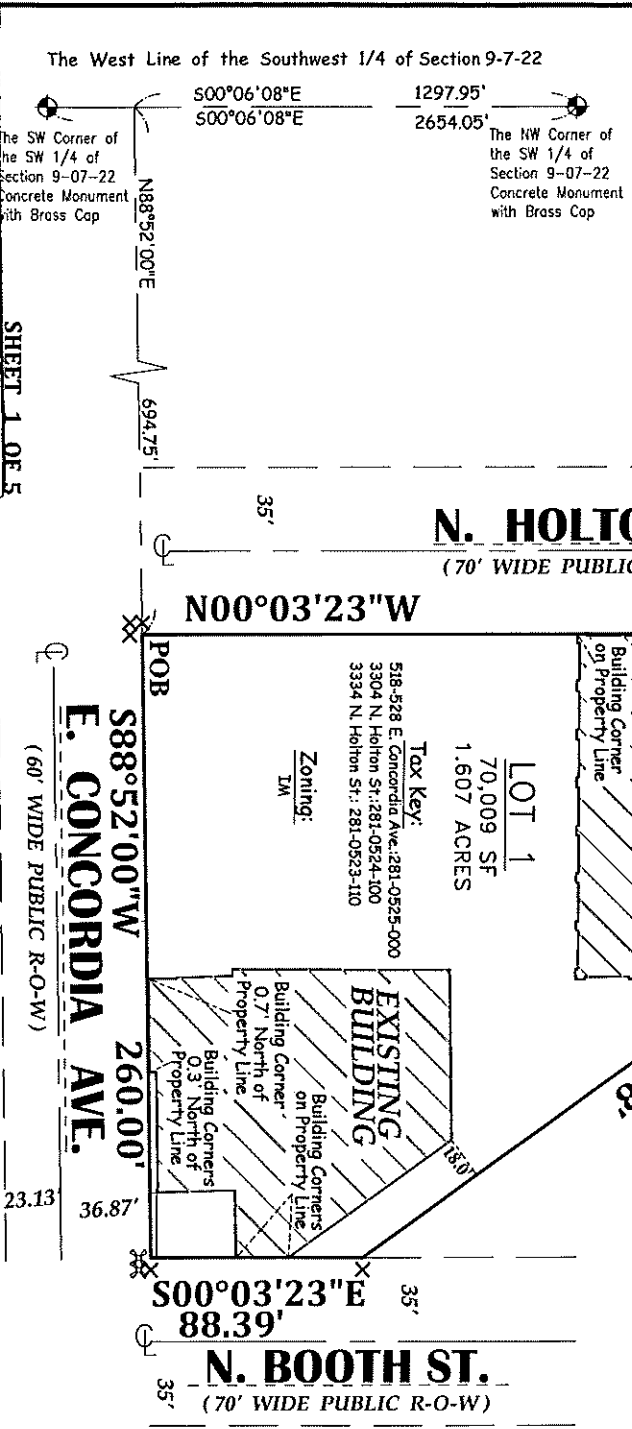 The West Line of the Southwest 1/4 of Section 9-7-22
S00°06'08"E 1297.95'
S00°06'08"E 2654.05'
he SW Corner of
he SW 1/4 of
ection 9-07-22
oncrete Monument
ith Brass Cap
The NW Corner of
the SW 1/4 of
Section 9-07-22
Concrete Monument
with Brass Cap
N88°52'00"E
694.75'
SHEET 1 OF 5
35'
N. HOLTO
(70' WIDE PUBLIC
N00°03'23"W
POB
Building Corner
on Property Line
LOT 1
70,009 SF
1.607 ACRES
Tax Key:
518-528 E. Concordia Ave.:281-0525-000
3304 N. Holton St.:281-0524-100
3334 N. Holton St.: 281-0523-110
Zoning:
IM
S88°52'00"W 260.00'
E. CONCORDIA AVE.
(60' WIDE PUBLIC R-O-W)
EXISTING
BUILDING
Building Corner
0.7' North of
Property Line
Building Corners
on Property Line
Building Corners
0.3' North of
Property Line
18.0'
23.13'
36.87'
S00°03'23"E
88.39'
35'
N. BOOTH ST.
35'
(70' WIDE PUBLIC R-O-W)